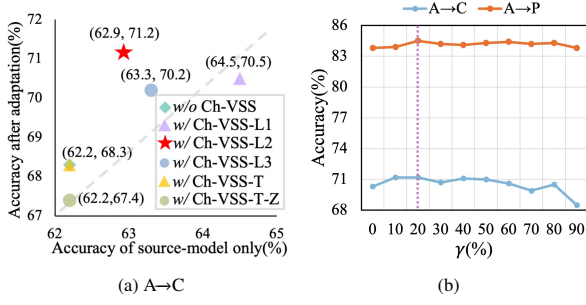 Accuracy after adaptation(%)
72
71
70
69
68
67
(62.9, 71.2)
(63.3, 70.2)
(64.5,70.5)
(62.2, 68.3)
(62.2,67.4)
w/o Ch-VSS
w/ Ch-VSS-L1
w/ Ch-VSS-L2
w/ Ch-VSS-L3
w/ Ch-VSS-T
w/ Ch-VSS-T-Z
62 63 64 65
Accuracy of source-model only(%)
(a) A→C
A→C A→P
Accuracy(%)
86
83
80
77
74
71
68
0 10 20 30 40 50 60 70 80 90
γ(%)
(b)